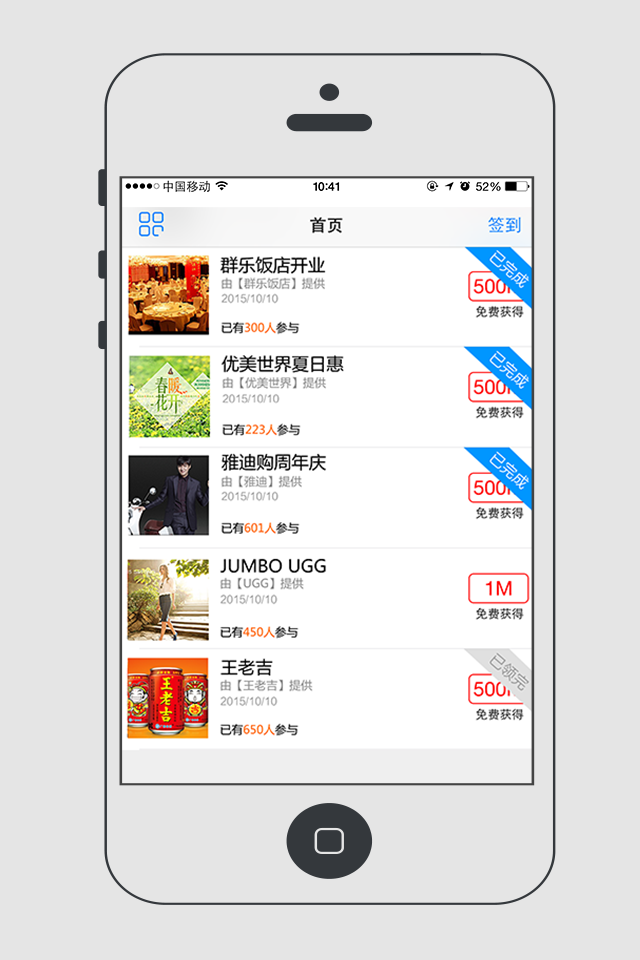 中国移动 10:41 52%
首页 签到
群乐饭店开业
由【群乐饭店】提供
2015/10/10
已有300人参与
已完成
500
免费获得
春暖
花开
优美世界夏日惠
由【优美世界】提供
2015/10/10
已有223人参与
已完成
500
免费获得
雅迪购周年庆
由【雅迪】提供
2015/10/10
已有601人参与
已完成
500
免费获得
JUMBO UGG
由【UGG】提供
2015/10/10
已有450人参与
1M
免费获得
王老吉
王老吉
由【王老吉】提供
2015/10/10
已有650人参与
已领完
500
免费获得